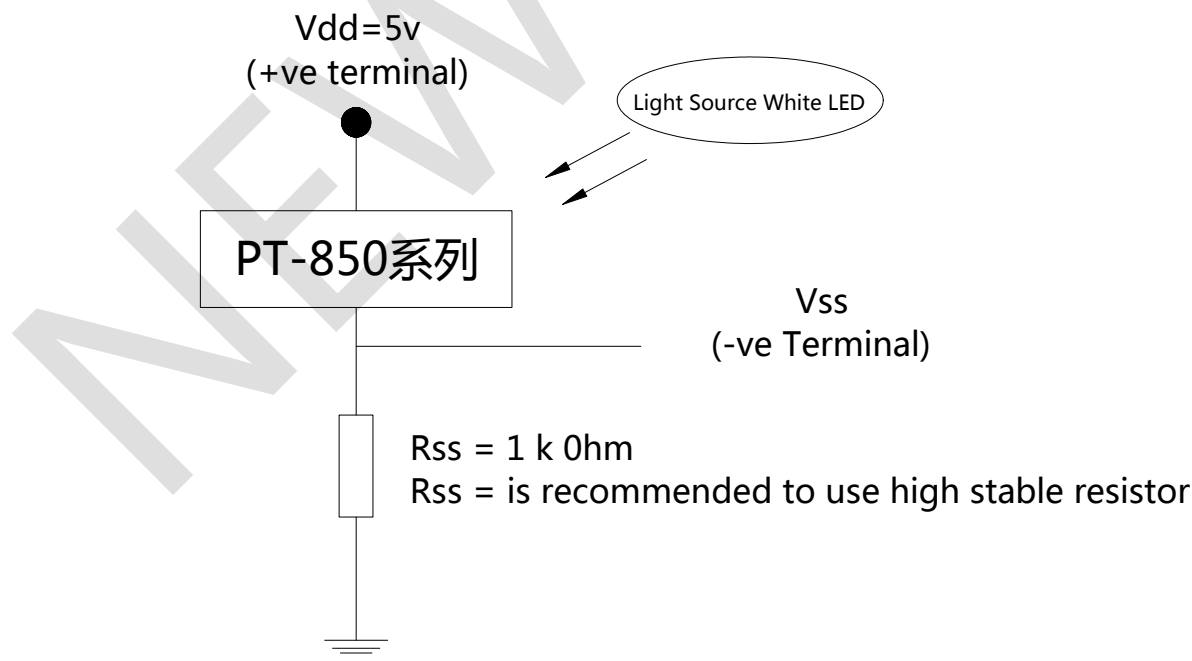 Vdd=5v
(+ve terminal)
Light Source White LED
PT-850系列
Vss
(-ve Terminal)
Rss = 1 k 0hm
Rss = is recommended to use high stable resistor
NEW